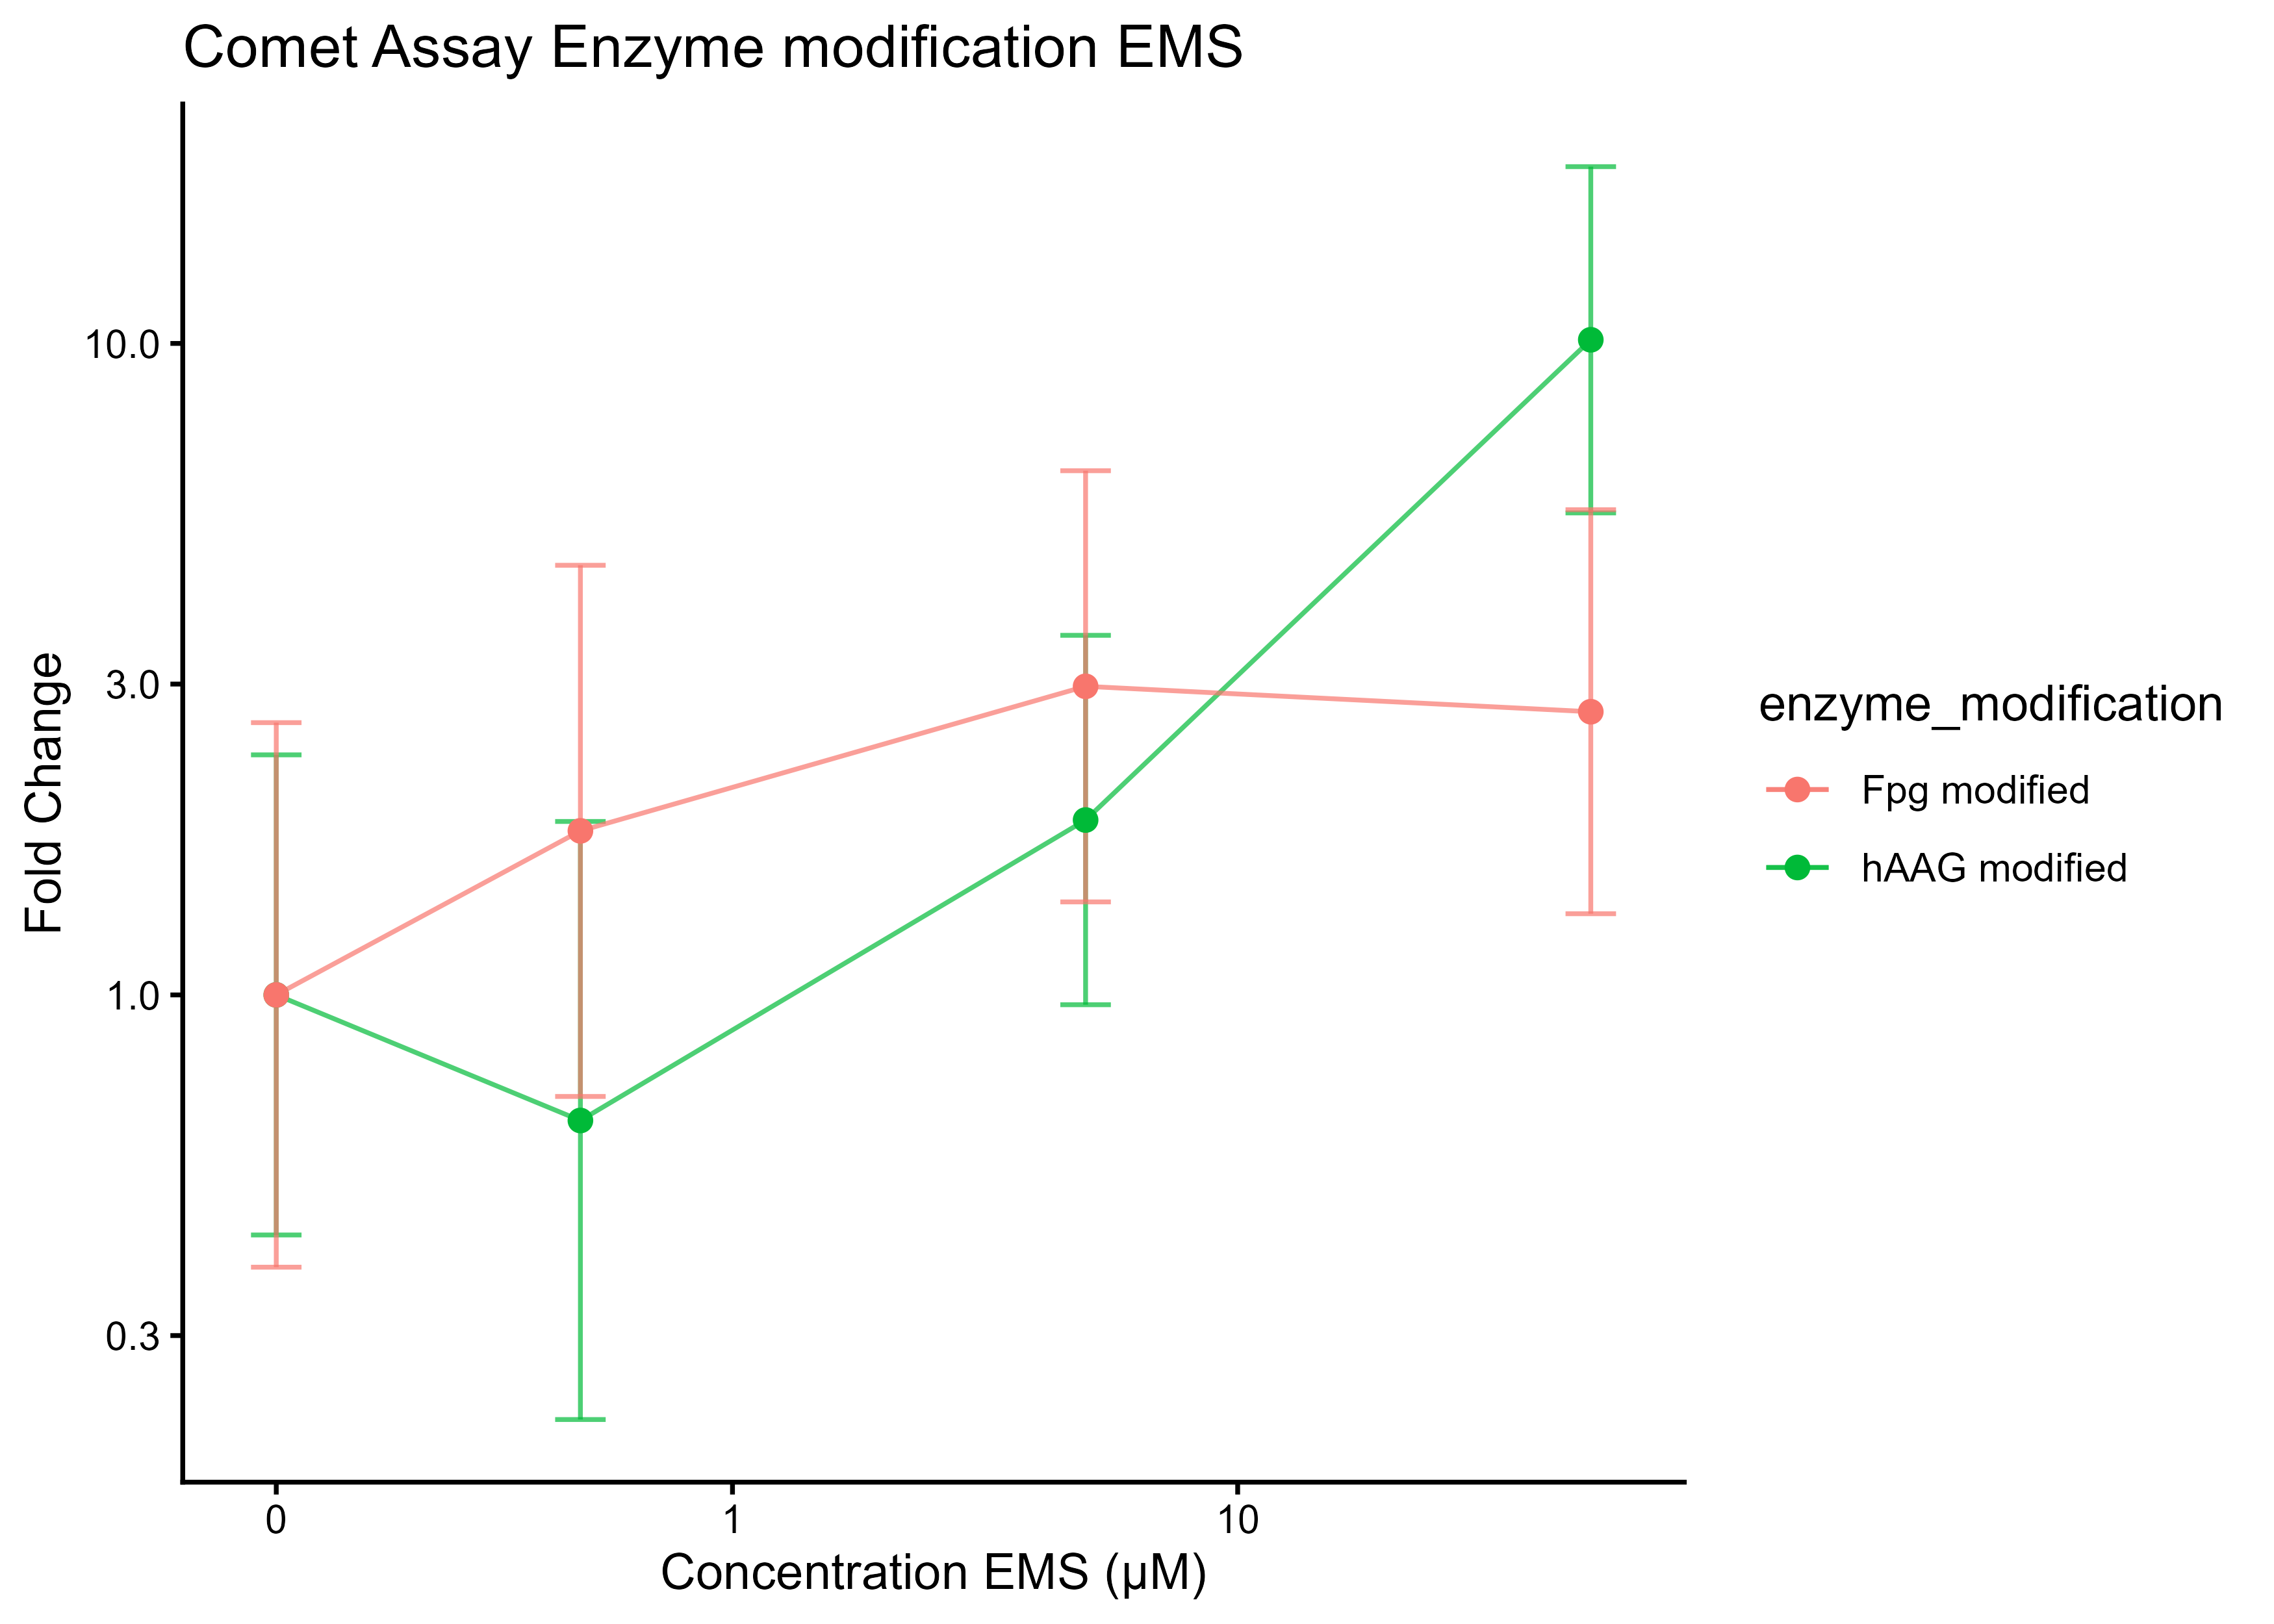 Comet Assay Enzyme modification EMS
Fold Change
10.0
3.0
1.0
0.3
0
1
10
Concentration EMS (μM)
enzyme_modification
Fpg modified
hAAG modified